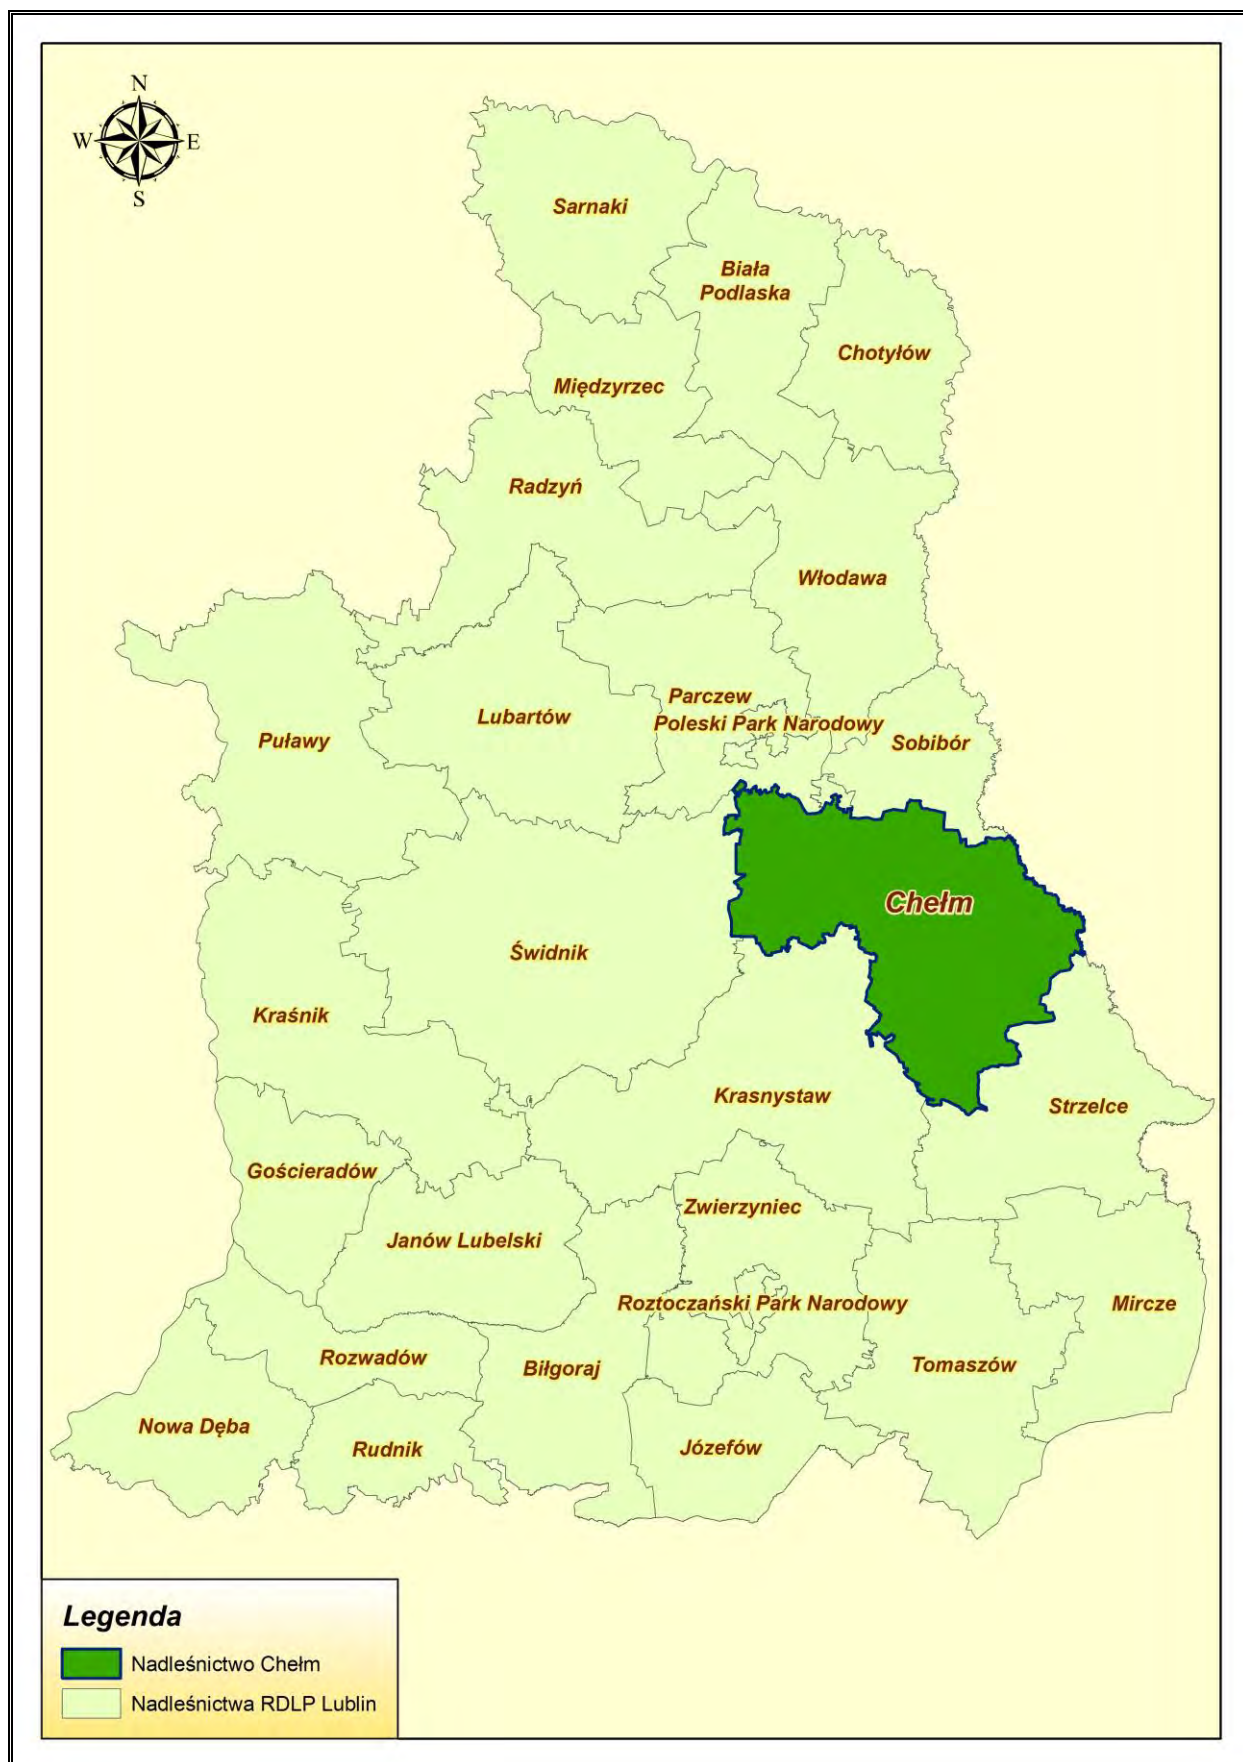 N
W E
S
Sarnaki
Biała
Podlaska
Chotyłów
Międzyrzec
Radzyń
Włodawa
Parczew
Lubartów
Poleski Park Narodowy
Puławy
Sobibór
Chełm
Świdnik
Kraśnik
Krasnystaw
Strzelce
Gościeradów
Zwierzyniec
Janów Lubelski
Roztoczański Park Narodowy
Mircze
Rozwadów
Biłgoraj
Tomaszów
Nowa Dęba
Rudnik
Józefów
Legenda
Nadleśnictwo Chełm
Nadleśnictwa RDLP Lublin